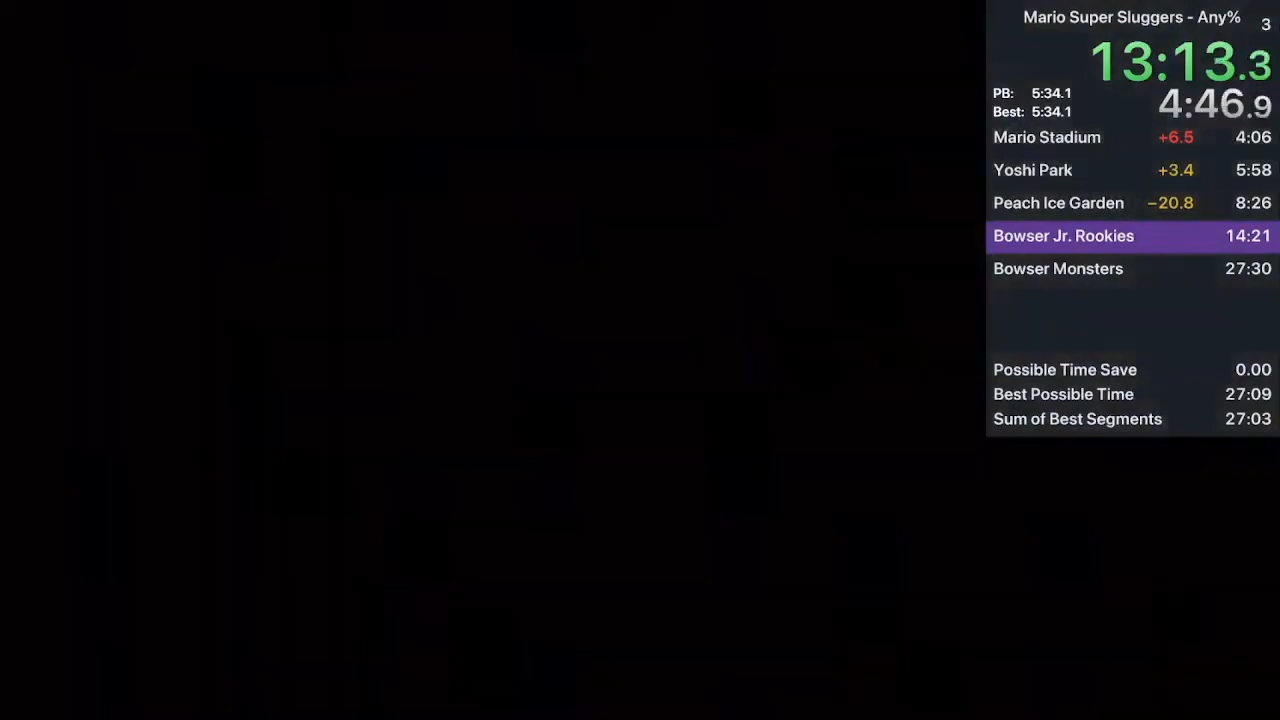 Mario Super Sluggers - Any%
3
13:13.3
PB: 5:34.1
Best: 5:34.1
4:46.9
Mario Stadium +6.5 4:06
Yoshi Park +3.4 5:58
Peach Ice Garden −20.8 8:26
Bowser Jr. Rookies 14:21
Bowser Monsters 27:30
Possible Time Save 0.00
Best Possible Time 27:09
Sum of Best Segments 27:03